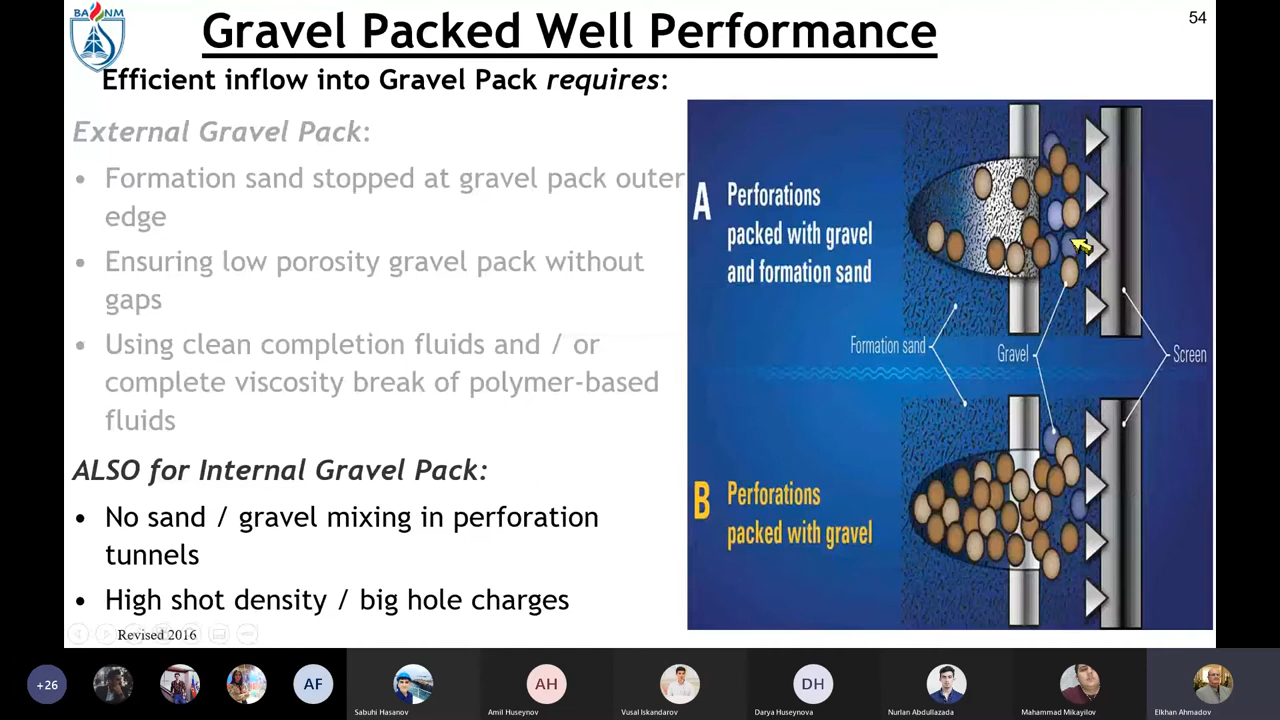 BA NM
Gravel Packed Well Performance
54
Efficient inflow into Gravel Pack requires:
External Gravel Pack:
• Formation sand stopped at gravel pack outer
edge
• Ensuring low porosity gravel pack without
gaps
• Using clean completion fluids and / or
complete viscosity break of polymer-based
fluids
ALSO for Internal Gravel Pack:
• No sand / gravel mixing in perforation
tunnels
• High shot density / big hole charges
Revised 2016
A
Perforations
packed with gravel
and formation sand
Formation sand
Gravel
Screen
B
Perforations
packed with gravel
+26
AF
AH
DH
Sabuhi Hasanov
Amil Huseynov
Vusal Iskandarov
Darya Huseynova
Nurlan Abdullazada
Mahammad Mikayilov
Elkhan Ahmadov